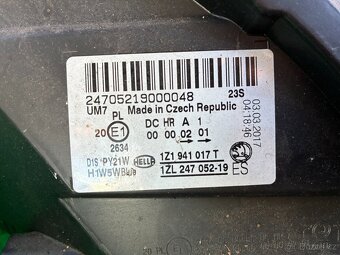 24705219000048 23S
UM7 Made in Czech Republic
03.03.2017
04:18:46
PL DC HR A 1
20 E1 00 00 02 01
2634
D1S PY21W HELLA 1Z1 941 017 T
H1W5WBlue 1ZL 247 052-19 ES